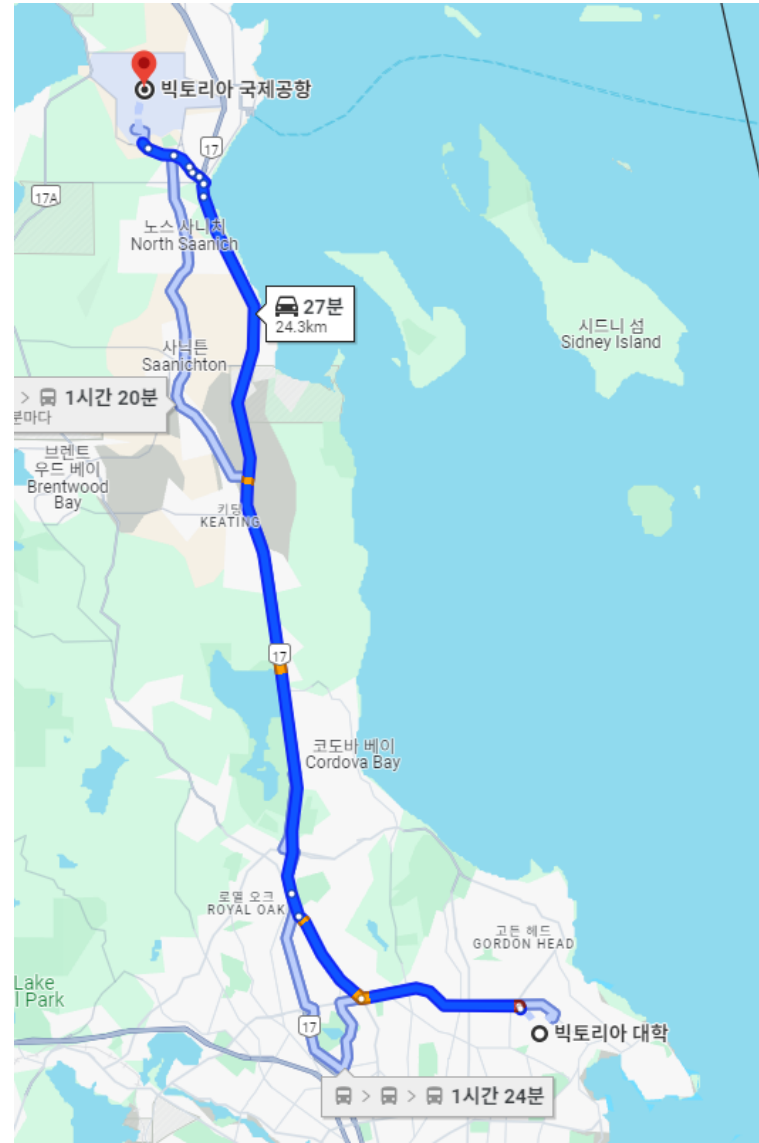 빅토리아 국제공항
17
17A
노스 사니치
North Saanich
27분
24.3km
시드니 섬
Sidney Island
사닉튼
Saanichton
> 1시간 20분
분마다
브렌트
우드 베이
Brentwood
Bay
키팅
KEATING
17
코도바 베이
Cordova Bay
로열 오크
ROYAL OAK
고든 헤드
GORDON HEAD
Lake
l Park
17
빅토리아 대학
> > 1시간 24분